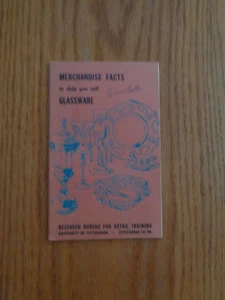 MERCHANDISE FACTS
to help you sell
GLASSWARE
RESEARCH BUREAU FOR RETAIL TRAINING
UNIVERSITY OF PITTSBURGH - PITTSBURGH 13, PA.